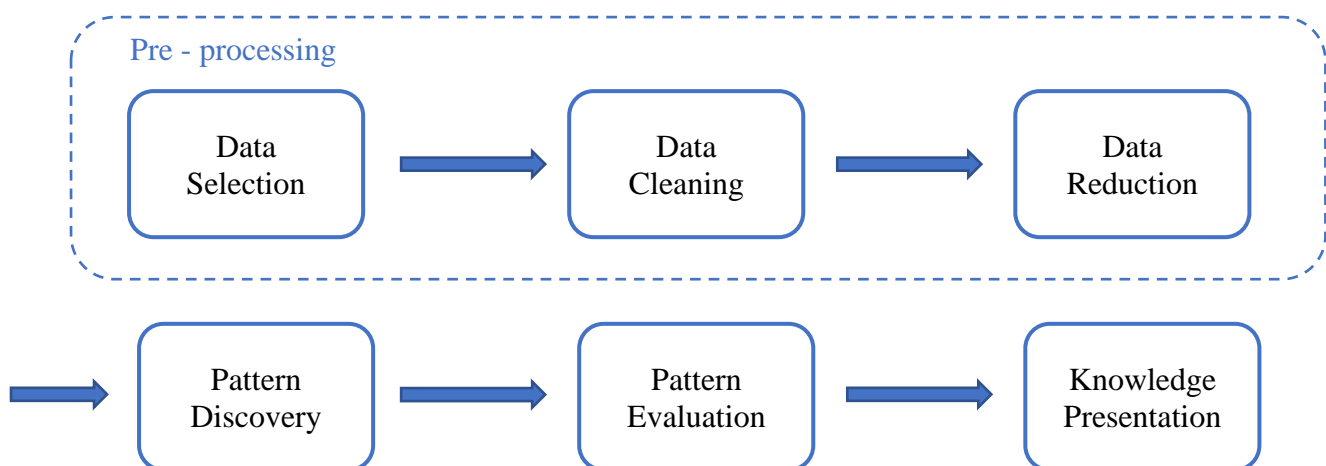 Pre - processing
Data
Selection
Data
Cleaning
Data
Reduction
Pattern
Discovery
Pattern
Evaluation
Knowledge
Presentation